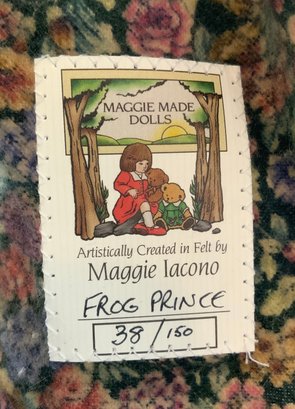 MAGGIE MADE
DOLLS
Artistically Created in Felt by
Maggie Iacono
FROG PRINCE
38/150